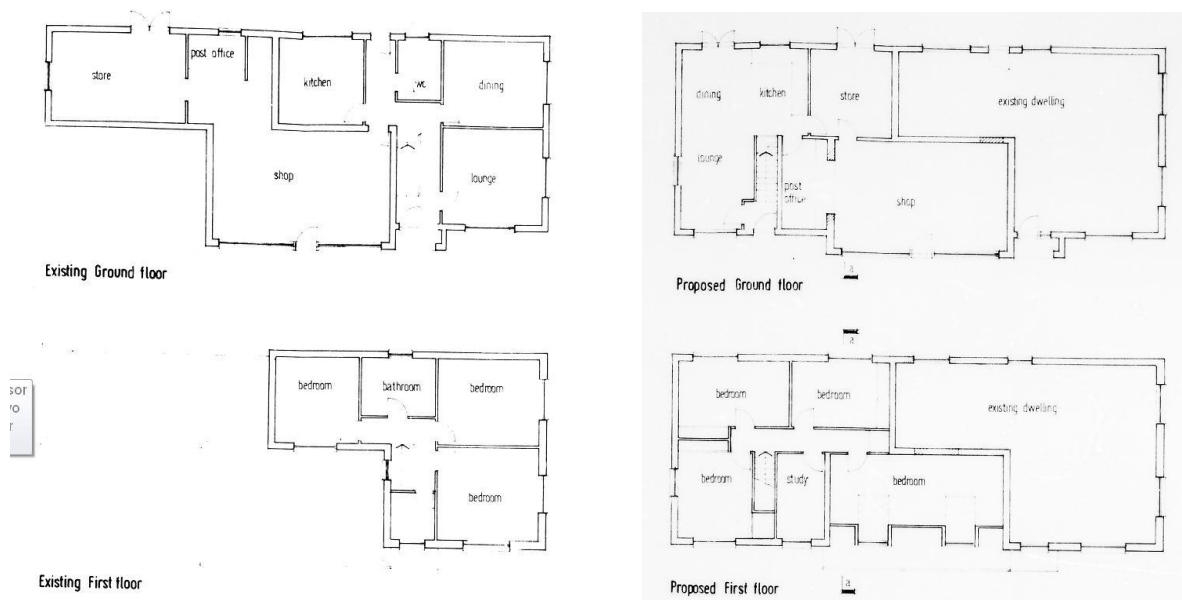 post office
store
kitchen
wc
dining
shop
lounge
Existing Ground floor
bedroom
bathroom
bedroom
bedroom
Existing First floor
dining
kitchen
store
existing dwelling
lounge
post
office
shop
a
Proposed Ground floor
a
bedroom
bedroom
existing dwelling
bedroom
study
bedroom
a
Proposed First floor